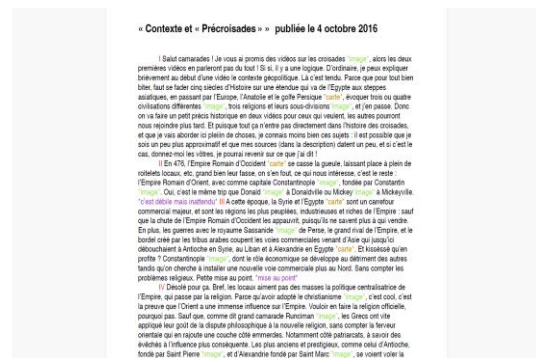 « Contexte et « Précroisades » » publiée le 4 octobre 2016
I Salut camarades ! Je vous ai promis des vidéos sur les croisades *image*, alors les deux
premières vidéos en parleront pas du tout ! Si si, il y a une logique. D'ordinaire, je peux expliquer
brièvement au début d'une vidéo le contexte géopolitique. Là c'est tendu. Parce que pour tout bien
biter, faut se fader cinq siècles d'Histoire sur une étendue qui va de l'Egypte aux steppes
asiatiques, en passant par l'Europe, l'Anatolie et le golfe Persique *carte*, évoquer trois ou quatre
civilisations différentes *image*, trois religions et leurs sous-divisions *image*, et j'en passe. Donc
on va faire un petit précis historique en deux vidéos pour ceux qui veulent, les autres pourront
nous rejoindre plus tard. Et puisque tout ça n'entre pas directement dans l'histoire des croisades,
et que je vais aborder ici plein de choses, je connais moins bien ces sujets : il est possible que je
sois un peu plus approximatif et que mes sources (dans la description) datent un peu, et si c'est le
cas, donnez-moi les vôtres, je pourrai revenir sur ce que j'ai dit !
II En 476, l'Empire Romain d'Occident *carte* se casse la gueule, laissant place à plein de
roitelets locaux, etc, grand bien leur fasse, on s'en fout, ce qui nous intéresse, c'est le reste :
l'Empire Romain d'Orient, avec comme capitale Constantinople *image*, fondée par Constantin
*image*. Oui, c'est le même trip que Donald *image* à Donaldville ou Mickey *image* à Mickeyville.
*c'est débile mais inattendu* III A cette époque, la Syrie et l'Egypte *carte* sont un carrefour
commercial majeur, et sont les régions les plus peuplées, industrieuses et riches de l'Empire : sauf
que la chute de l'Empire Romain d'Occident les appauvrit, puisqu'ils ne savent plus à qui vendre.
En plus, les guerres avec le royaume Sassanide *image* de Perse, le grand rival de l'Empire, et le
bordel créé par les tribus arabes coupent les voies commerciales venant d'Asie qui jusqu'ici
débouchaient à Antioche en Syrie, au Liban et à Alexandrie en Egypte *carte*. Et kisséssé qu'en
profite ? Constantinople *image*, dont le rôle économique se développe au détriment des autres
tandis qu'on cherche à installer une nouvelle voie commerciale plus au Nord. Sans compter les
problèmes religieux. Petite mise au point. *mise au point*
IV Désolé pour ça. Bref, les locaux aiment pas des masses la politique centralisatrice de
l'Empire, qui passe par la religion. Parce qu'avoir adopté le christianisme *image*, c'est cool, c'est
la preuve que l'Orient a une immense influence sur l'Empire. Vouloir en faire la religion officielle,
pourquoi pas. Sauf que, comme dit grand camarade Runciman *image*, les Grecs ont vite
appliqué leur goût de la dispute philosophique à la nouvelle religion, sans compter la ferveur
orientale qui en rajoute une couche côté emmerdes. Notamment côté patriarcats, à savoir des
évêchés à l'influence plus conséquente. Les plus anciens et prestigieux, comme celui d'Antioche,
fondé par Saint Pierre *image*, et d'Alexandrie fondé par Saint Marc *image*, se voient voler la